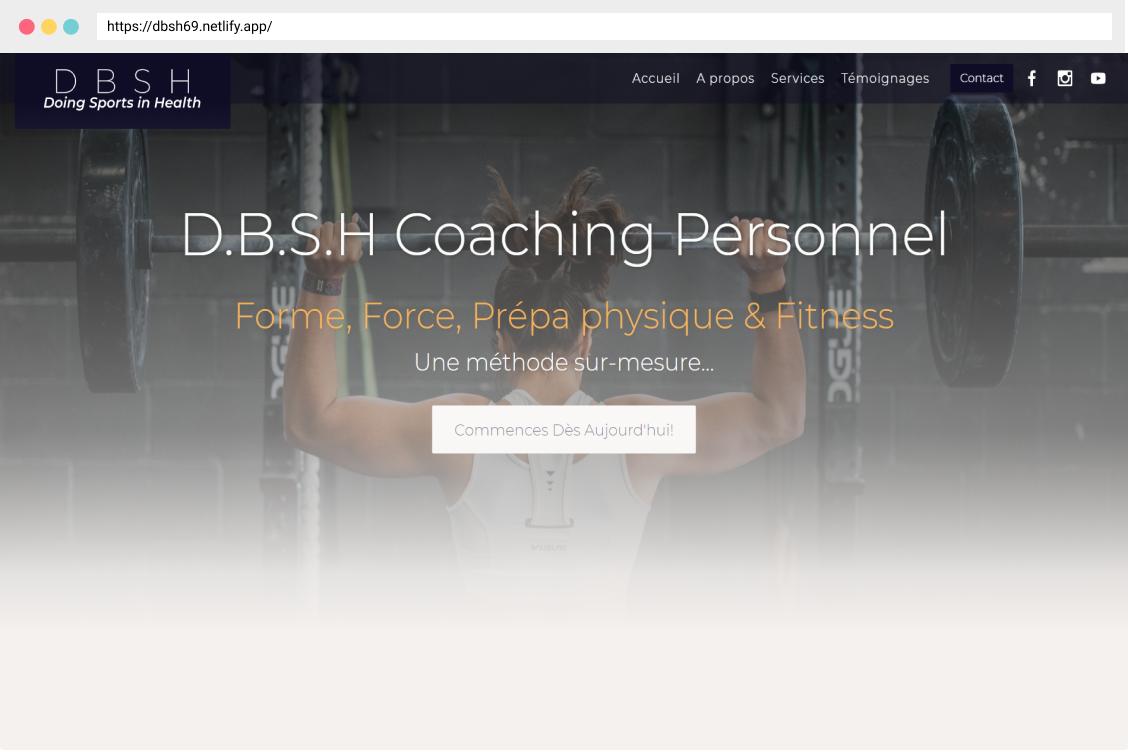 https://dbsh69.netlify.app/
D B S H
Doing Sports in Health
Accueil A propos Services Témoignages Contact
D.B.S.H Coaching Personnel
Forme, Force, Prépa physique & Fitness
Une méthode sur-mesure...
Commences Dès Aujourd'hui!